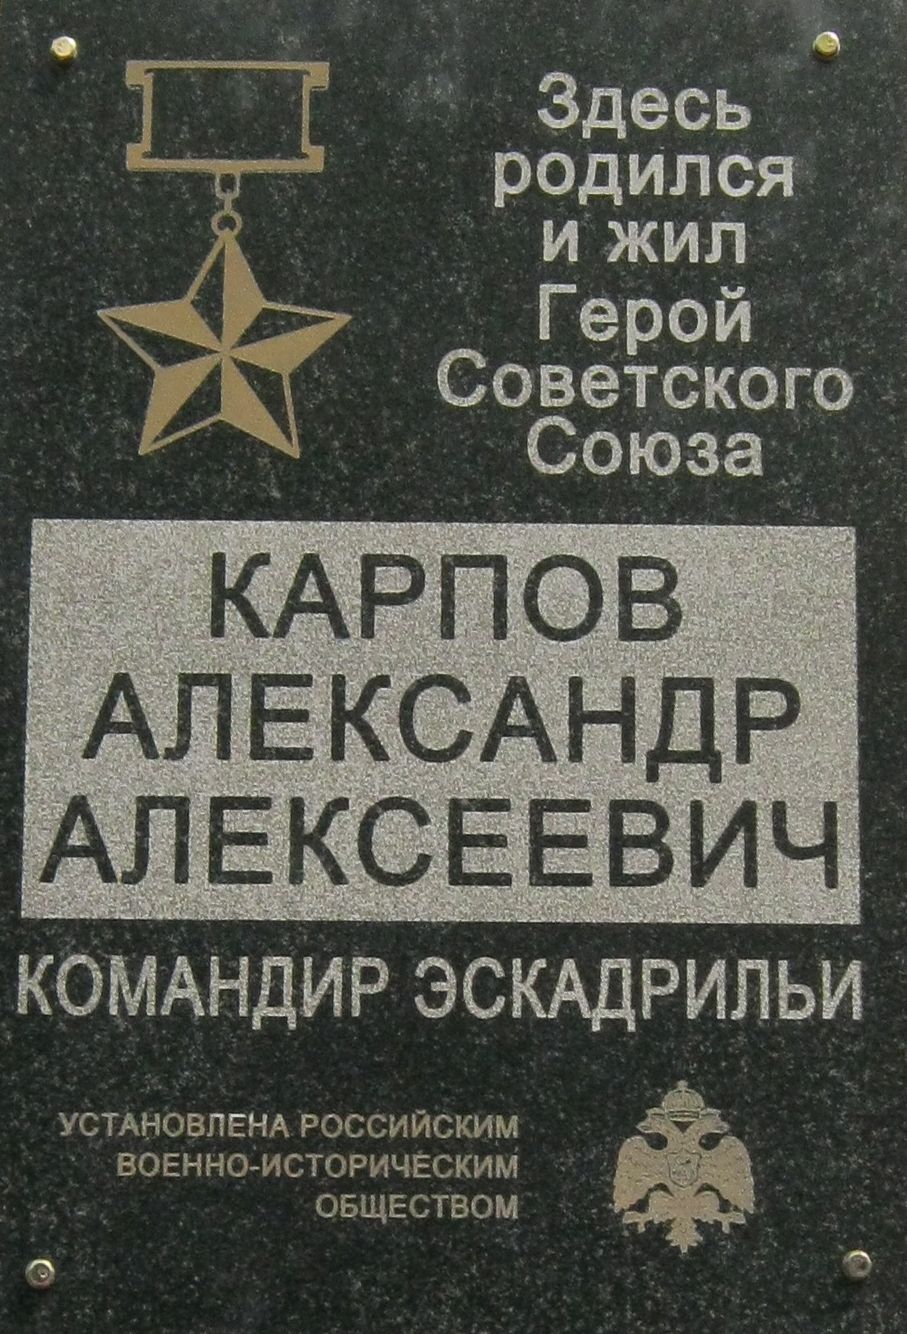 Здесь
родился
и жил
Герой
Советского
Союза
КАРПОВ
АЛЕКСАНДР
АЛЕКСЕЕВИЧ
КОМАНДИР ЭСКАДРИЛЬИ
УСТАНОВЛЕНА РОССИЙСКИМ
ВОЕННО-ИСТОРИЧЕСКИМ
ОБЩЕСТВОМ